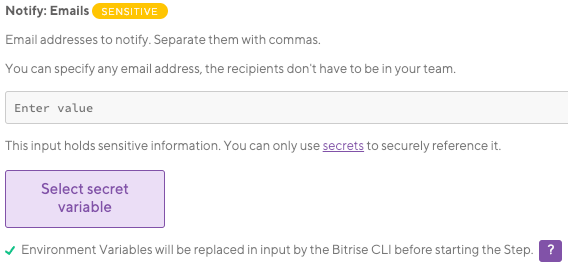 Notify: Emails SENSITIVE
Email addresses to notify. Separate them with commas.
You can specify any email address, the recipients don't have to be in your team.
Enter value
This input holds sensitive information. You can only use secrets to securely reference it.
Select secret
variable
Environment Variables will be replaced in input by the Bitrise CLI before starting the Step. ?